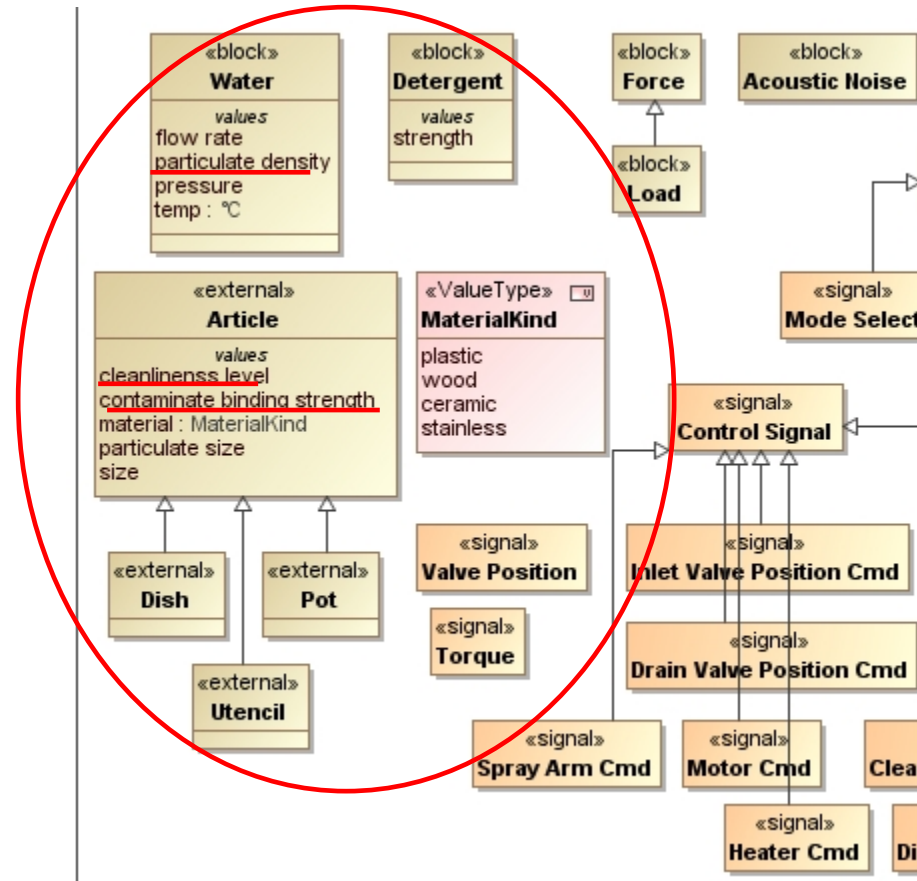 «block»
Water
values
flow rate
particulate density
pressure
temp : °C
«block»
Detergent
values
strength
«block»
Force
«block»
Load
«block»
Acoustic Noise
«external»
Article
values
cleanlinenss level
contaminate binding strength
material : MaterialKind
particulate size
size
«ValueType»
MaterialKind
plastic
wood
ceramic
stainless
«signal»
Mode Select
«signal»
Control Signal
«external»
Dish
«external»
Pot
«external»
Utencil
«signal»
Valve Position
«signal»
Torque
«signal»
Inlet Valve Position Cmd
«signal»
Drain Valve Position Cmd
«signal»
Spray Arm Cmd
«signal»
Motor Cmd
Clea
«signal»
Heater Cmd
Di